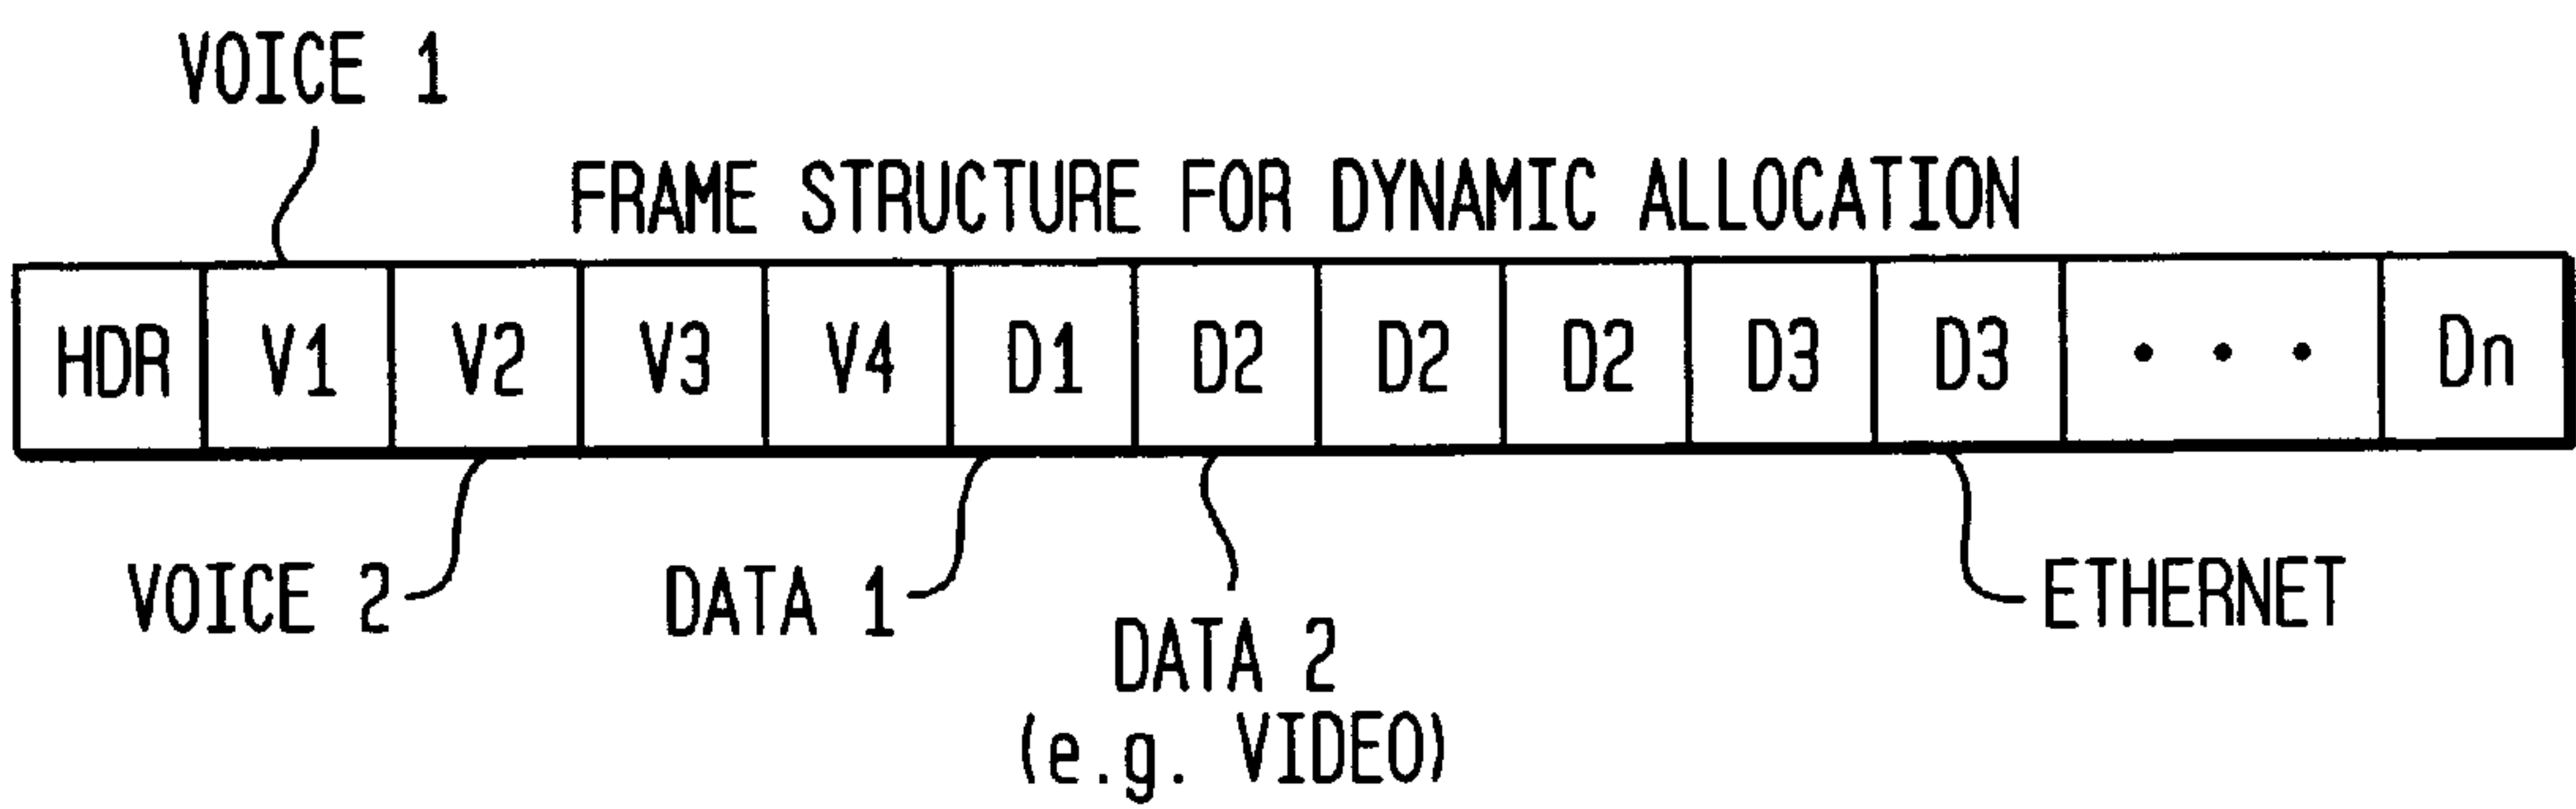 VOICE 1
FRAME STRUCTURE FOR DYNAMIC ALLOCATION
HDR V1 V2 V3 V4 D1 D2 D2 D2 D3 D3 • • • Dn
VOICE 2
DATA 1
DATA 2
(e.g. VIDEO)
ETHERNET